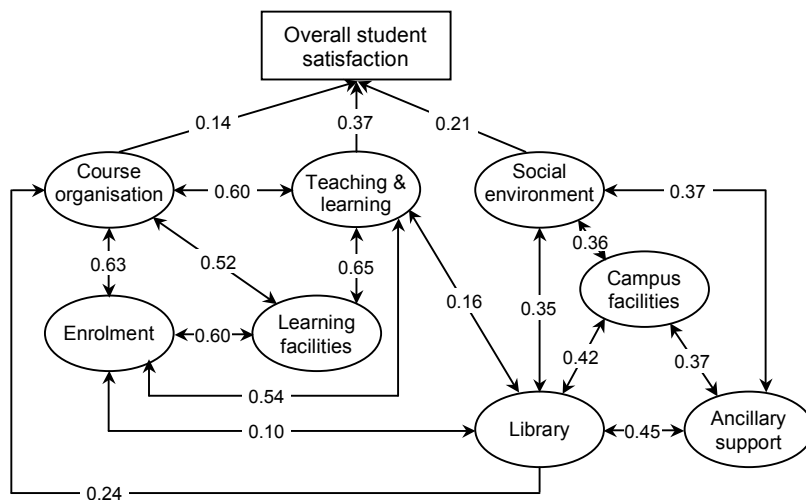 Overall student
satisfaction
0.14
0.37
0.21
Course
organisation
0.60
Teaching &
learning
Social
environment
0.37
0.63
0.52
0.65
0.16
0.35
0.36
Campus
facilities
Enrolment
0.60
Learning
facilities
0.42
0.37
0.54
0.10
Library
0.45
Ancillary
support
0.24